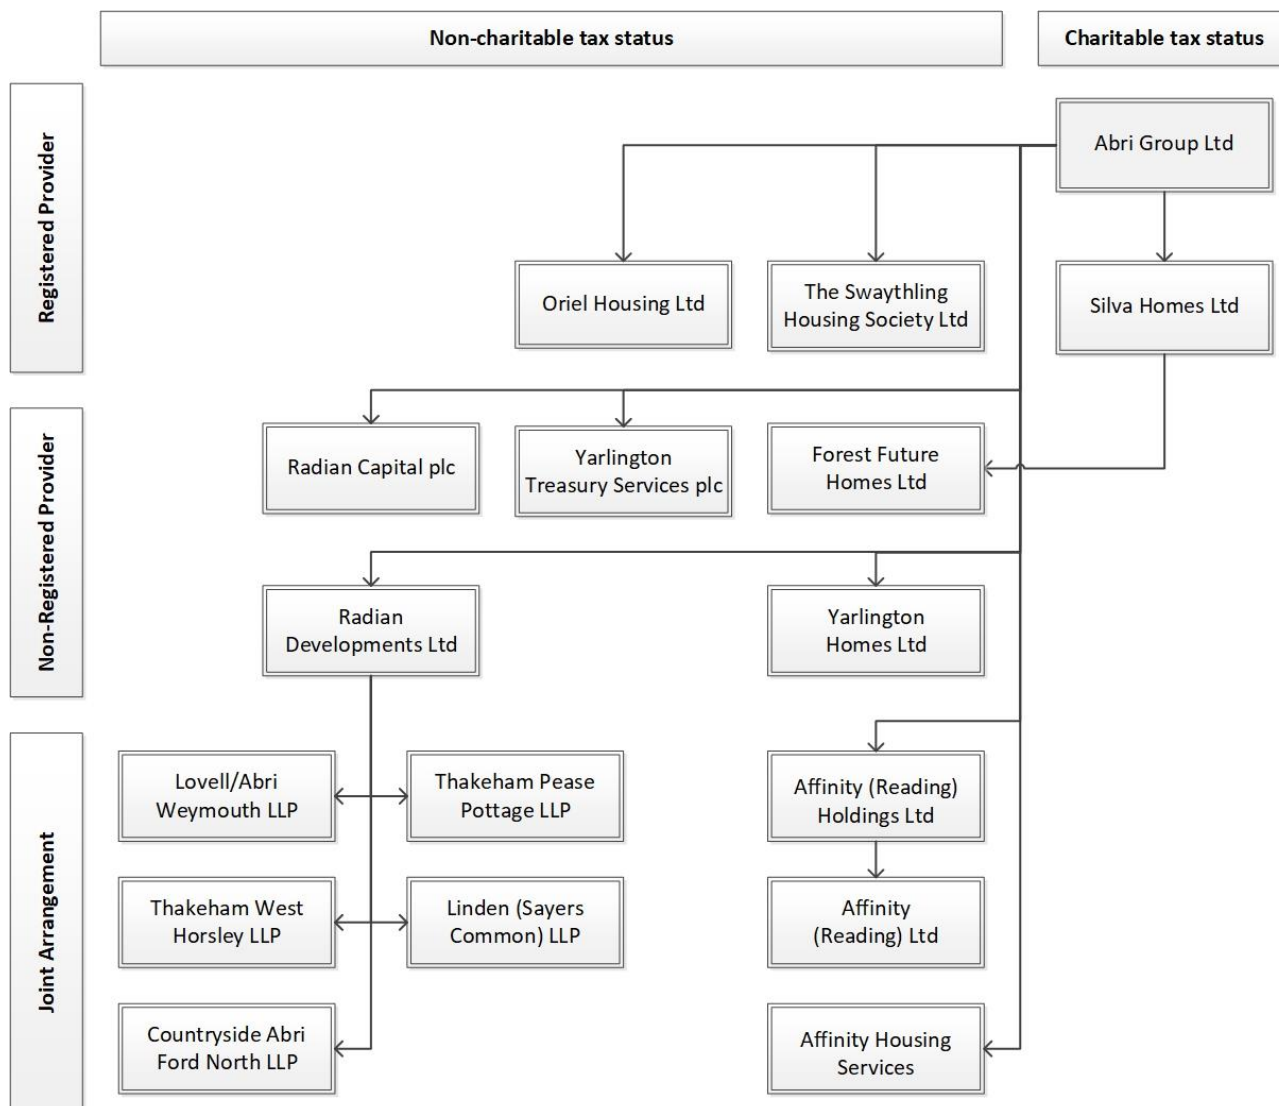 Non-charitable tax status
Charitable tax status
Registered Provider
Abri Group Ltd
Oriel Housing Ltd
The Swaythling
Housing Society Ltd
Silva Homes Ltd
Non-Registered Provider
Radian Capital plc
Yarlington
Treasury Services plc
Forest Future
Homes Ltd
Radian
Developments Ltd
Yarlington
Homes Ltd
Joint Arrangement
Lovell/Abri
Weymouth LLP
Thakeham Pease
Pottage LLP
Affinity (Reading)
Holdings Ltd
Thakeham West
Horsley LLP
Linden (Sayers
Common) LLP
Affinity
(Reading) Ltd
Countryside Abri
Ford North LLP
Affinity Housing
Services